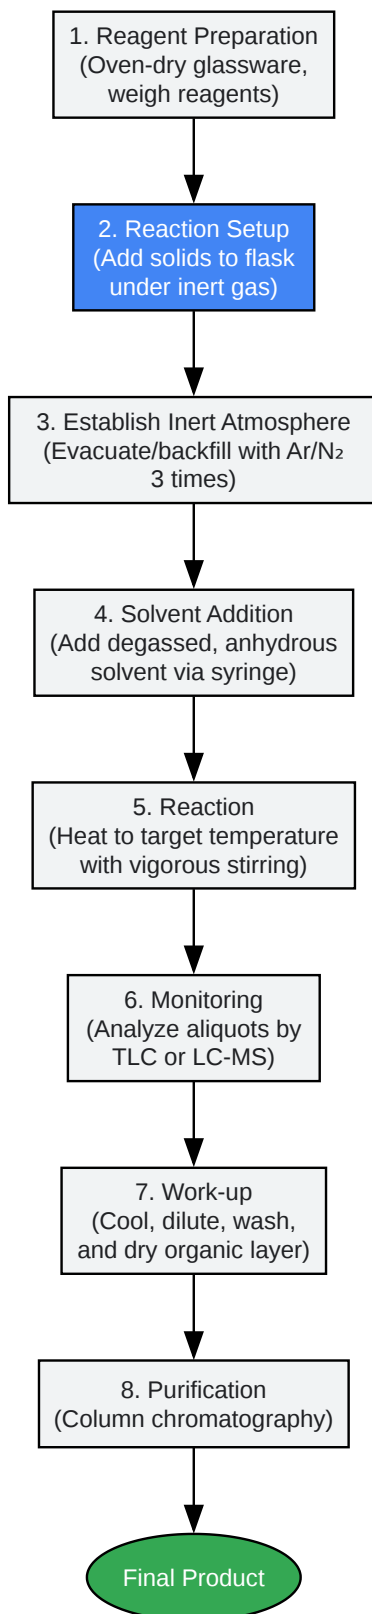 1. Reagent Preparation
(Oven-dry glassware,
weigh reagents)
2. Reaction Setup
(Add solids to flask
under inert gas)
3. Establish Inert Atmosphere
(Evacuate/backfill with Ar/N₂
3 times)
4. Solvent Addition
(Add degassed, anhydrous
solvent via syringe)
5. Reaction
(Heat to target temperature
with vigorous stirring)
6. Monitoring
(Analyze aliquots by
TLC or LC-MS)
7. Work-up
(Cool, dilute, wash,
and dry organic layer)
8. Purification
(Column chromatography)
Final Product